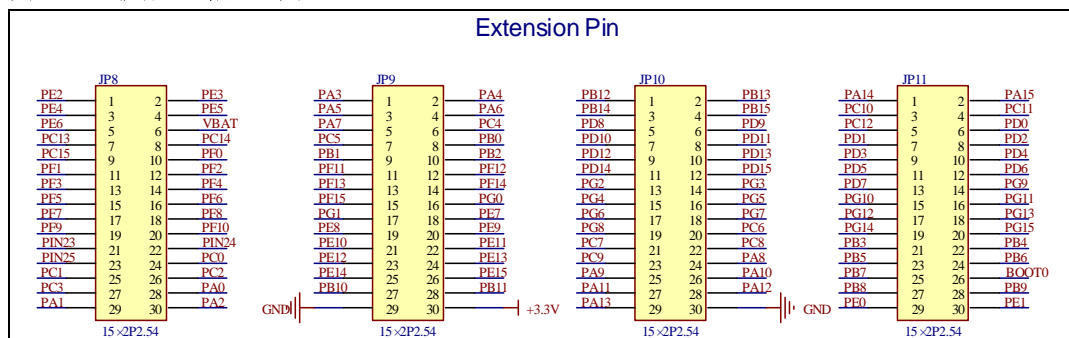 Extension Pin
JP8 JP9 JP10 JP11
PE2 1 2 PE3 PA3 1 2 PA4 PB12 1 2 PB13 PA14 1 2 PA15
PE4 3 4 PE5 PA5 3 4 PA6 PB14 3 4 PB15 PC10 3 4 PC11
PE6 5 6 VBAT PA7 5 6 PC4 PD8 5 6 PD9 PC12 5 6 PD0
PC13 7 8 PC14 PC5 7 8 PB0 PD10 7 8 PD11 PD1 7 8 PD2
PC15 9 10 PF0 PB1 9 10 PB2 PD12 9 10 PD13 PD3 9 10 PD4
PF1 11 12 PF2 PF11 11 12 PF12 PD14 11 12 PD15 PD5 11 12 PD6
PF3 13 14 PF4 PF13 13 14 PF14 PG2 13 14 PG3 PD7 13 14 PG9
PF5 15 16 PF6 PF15 15 16 PG0 PG4 15 16 PG5 PG10 15 16 PG11
PF7 17 18 PF8 PG1 17 18 PE7 PG6 17 18 PG7 PG12 17 18 PG13
PF9 19 20 PF10 PE8 19 20 PE9 PG8 19 20 PC6 PG14 19 20 PG15
PIN23 21 22 PIN24 PE10 21 22 PE11 PC7 21 22 PC8 PB3 21 22 PB4
PIN25 23 24 PC0 PE12 23 24 PE13 PC9 23 24 PA8 PB5 23 24 PB6
PC1 25 26 PC2 PE14 25 26 PE15 PA9 25 26 PA10 PB7 25 26 BOOT0
PC3 27 28 PA0 PB10 27 28 PB11 PA11 27 28 PA12 PB8 27 28 PB9
PA1 29 30 PA2 GND 29 30 +3.3V PA13 29 30 GND PE0 29 30 PE1
15×2P2.54 15×2P2.54 15×2P2.54 15×2P2.54